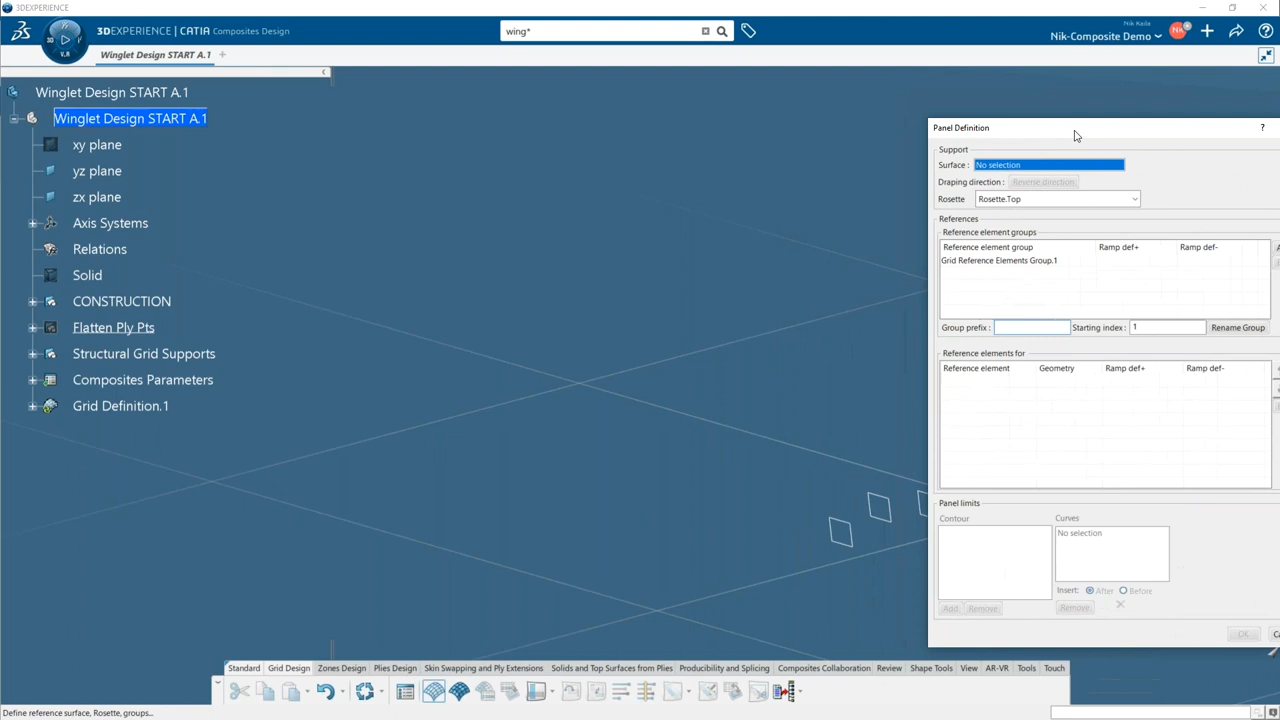 3DEXPERIENCE
3DEXPERIENCE | CATIA Composites Design
wing*
Nik Kaila
Nik-Composite Demo
NK
V.R
Winglet Design START A.1
Winglet Design START A.1
Winglet Design START A.1
xy plane
yz plane
zx plane
Axis Systems
Relations
Solid
CONSTRUCTION
Flatten Ply Pts
Structural Grid Supports
Composites Parameters
Grid Definition.1
Panel Definition
?
Support
Surface : No selection
Draping direction : Reverse direction
Rosette Rosette.Top
References
Reference element groups
Reference element group Ramp def+ Ramp def-
Grid Reference Elements Group.1
Group prefix : Starting index : 1 Rename Group
Reference elements for
Reference element Geometry Ramp def+ Ramp def-
Panel limits
Contour Curves
No selection
Insert: After Before
Add Remove Remove
OK Ca
Standard Grid Design Zones Design Plies Design Skin Swapping and Ply Extensions Solids and Top Surfaces from Plies Producibility and Splicing Composites Collaboration Review Shape Tools View AR-VR Tools Touch
Define reference surface, Rosette, groups...